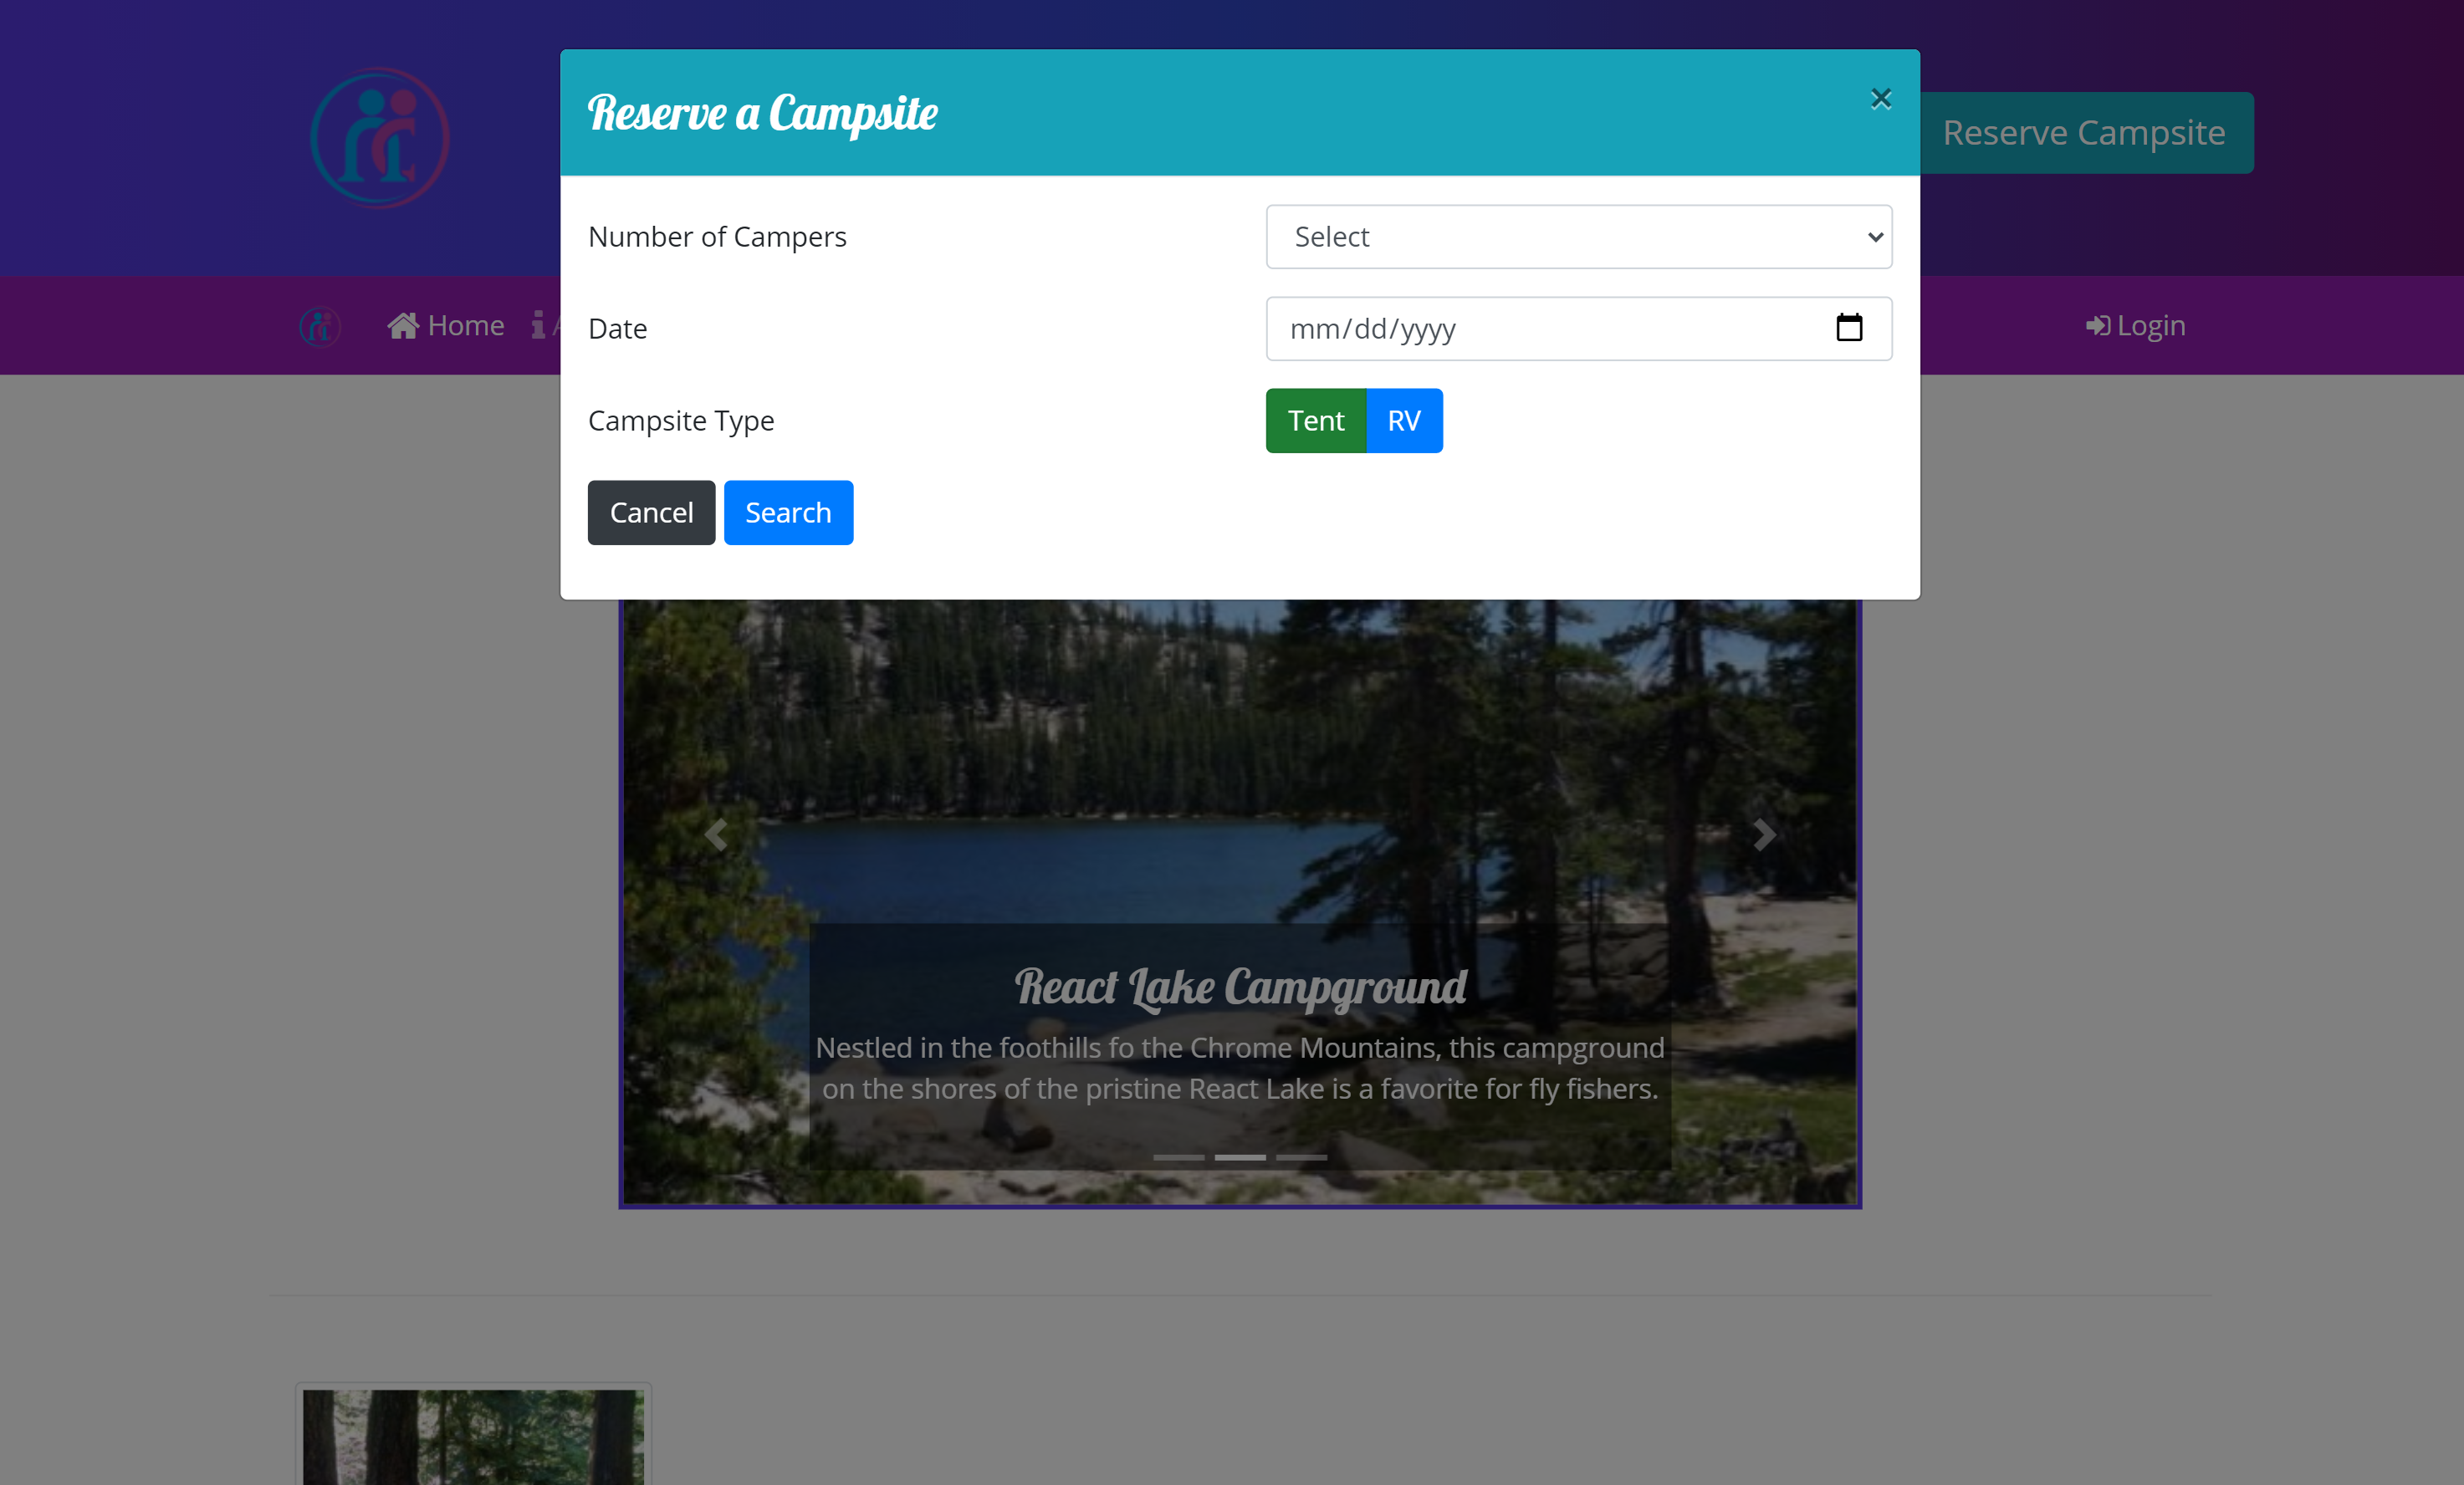 Reserve a Campsite
×
Reserve Campsite
Number of Campers
Select
Home
Login
Date
mm/dd/yyyy
Campsite Type
Tent
RV
Cancel
Search
React Lake Campground
Nestled in the foothills fo the Chrome Mountains, this campground
on the shores of the pristine React Lake is a favorite for fly fishers.